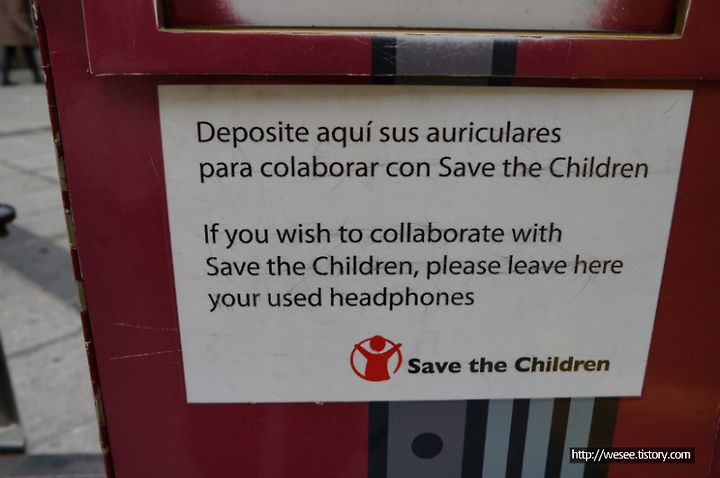 Deposite aquí sus auriculares
para colaborar con Save the Children
If you wish to collaborate with
Save the Children, please leave here
your used headphones
Save the Children
http://wesee.tistory.com